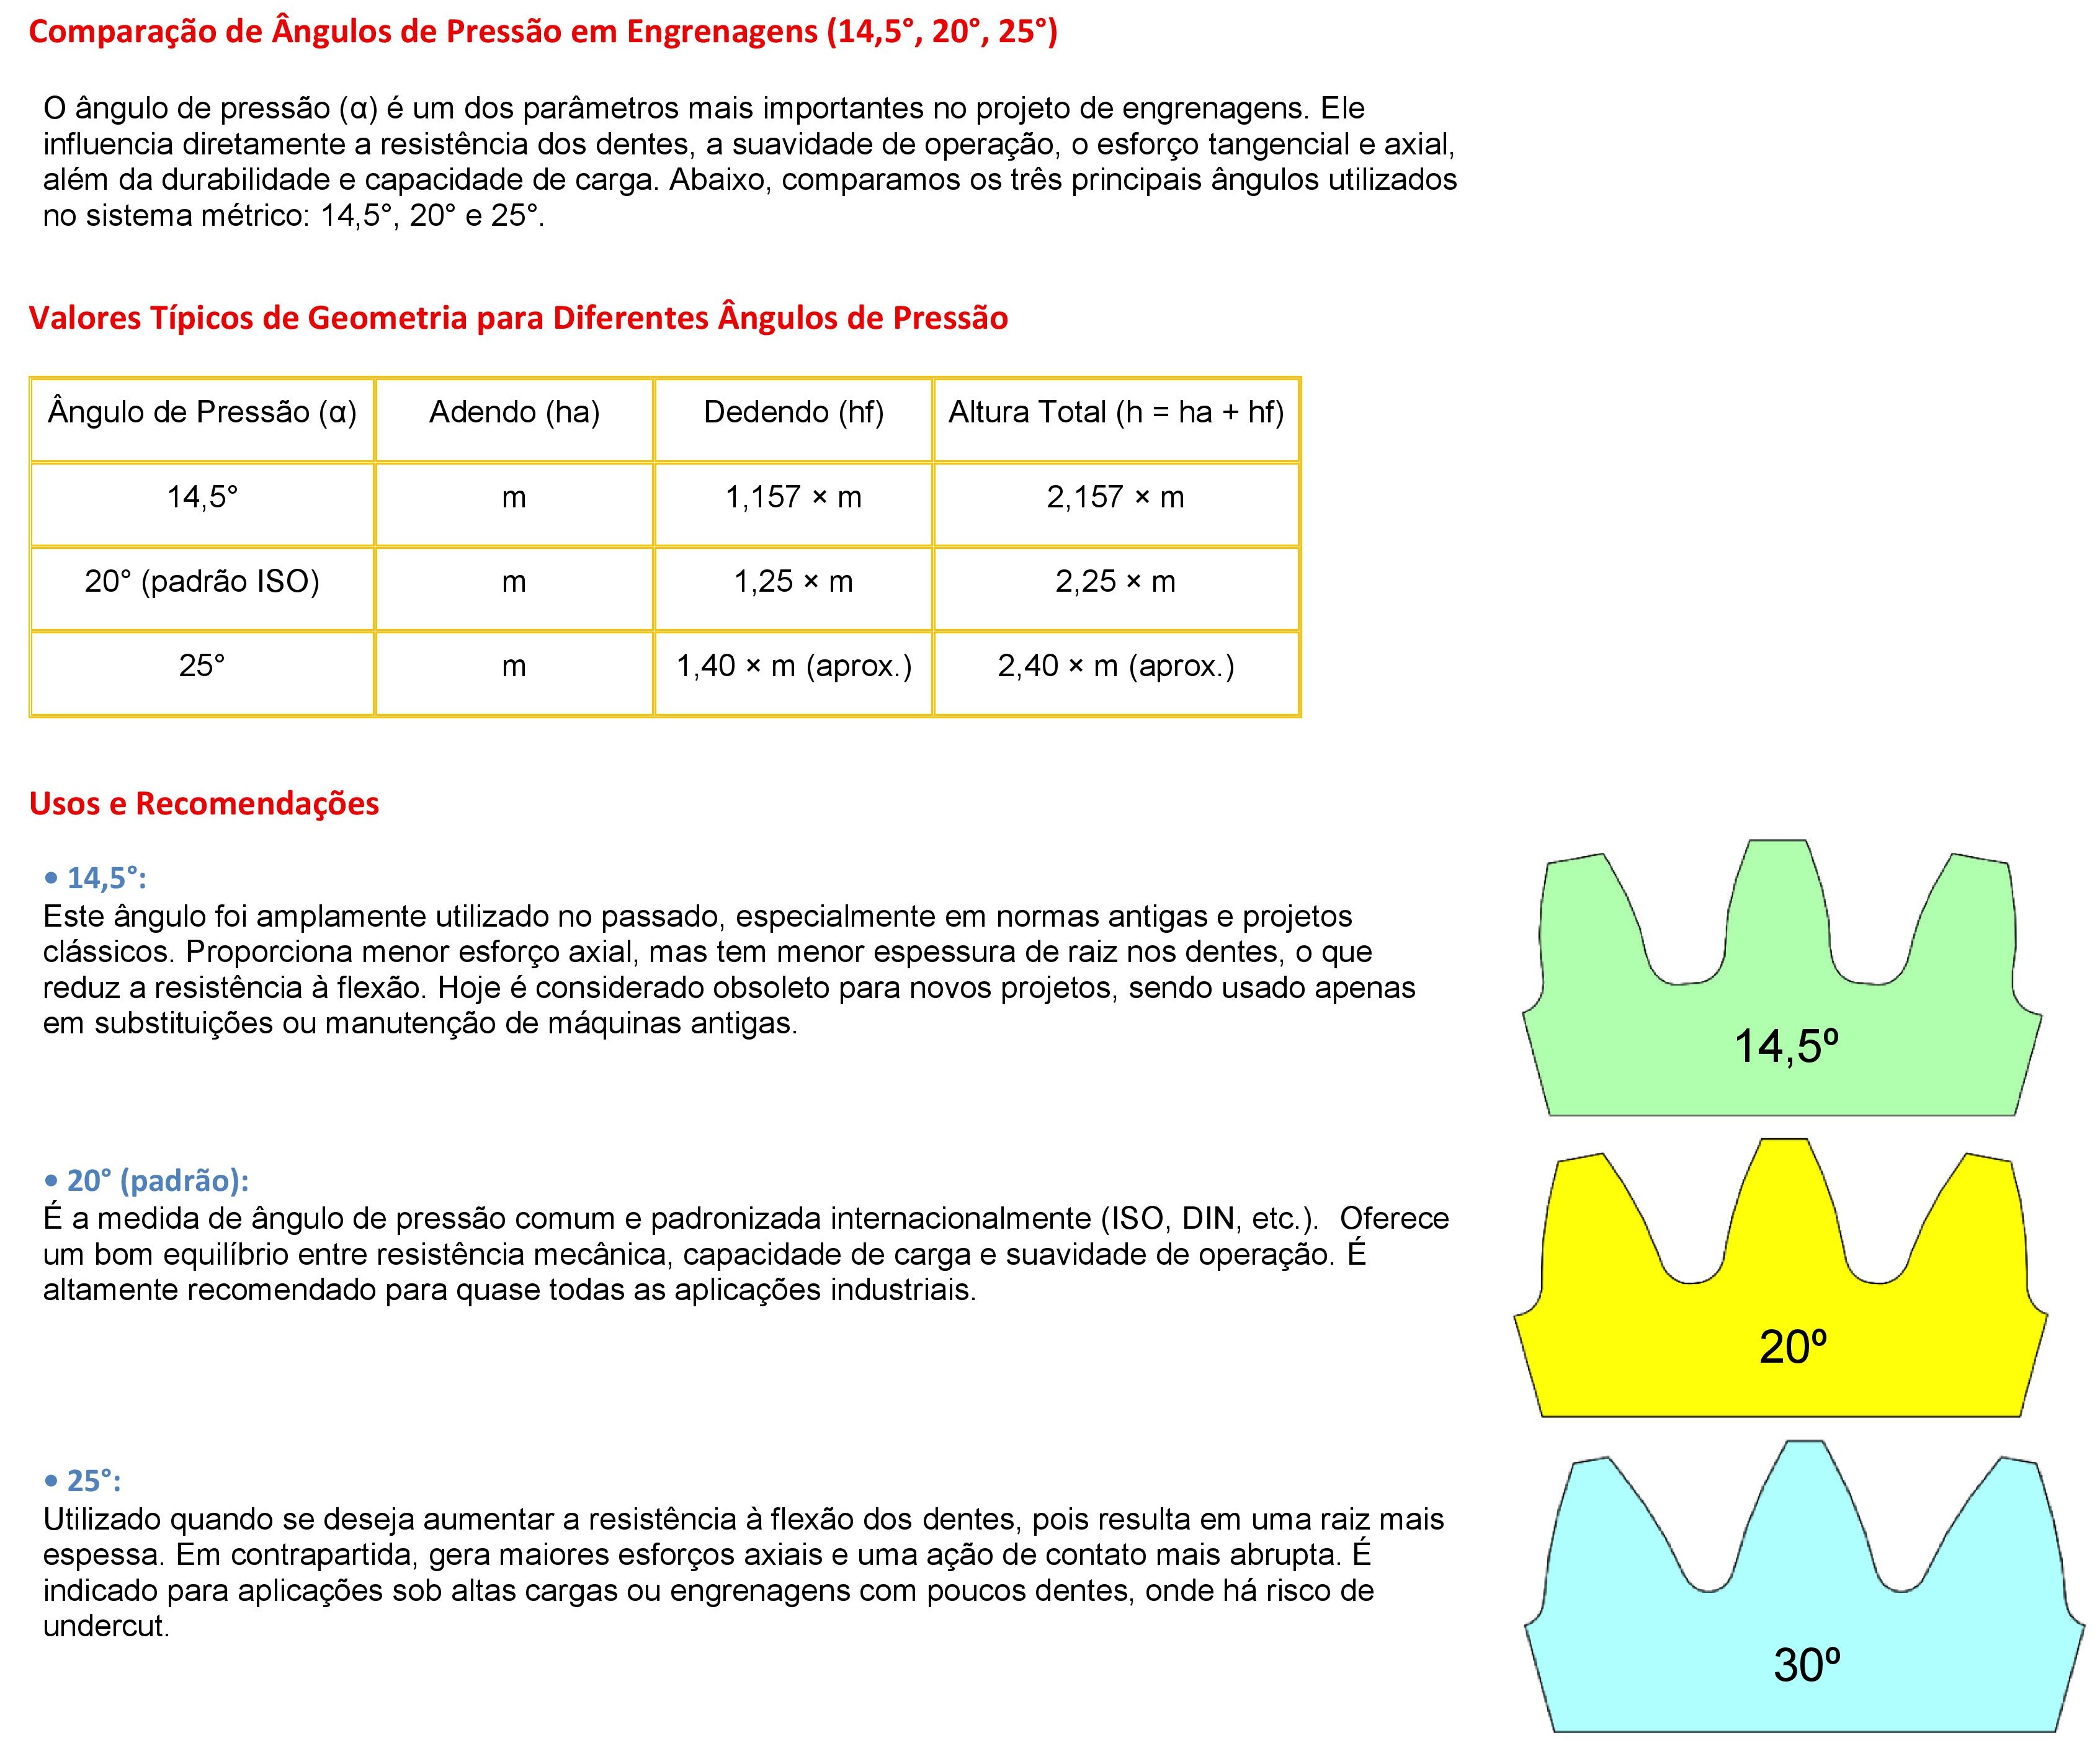 Comparação de Ângulos de Pressão em Engrenagens (14,5°, 20°, 25°)
O ângulo de pressão (α) é um dos parâmetros mais importantes no projeto de engrenagens. Ele
influencia diretamente a resistência dos dentes, a suavidade de operação, o esforço tangencial e axial,
além da durabilidade e capacidade de carga. Abaixo, comparamos os três principais ângulos utilizados
no sistema métrico: 14,5°, 20° e 25°.
Valores Típicos de Geometria para Diferentes Ângulos de Pressão
Ângulo de Pressão (α) Adendo (ha) Dedendo (hf) Altura Total (h = ha + hf)
14,5° m 1,157 × m 2,157 × m
20° (padrão ISO) m 1,25 × m 2,25 × m
25° m 1,40 × m (aprox.) 2,40 × m (aprox.)
Usos e Recomendações
• 14,5°:
Este ângulo foi amplamente utilizado no passado, especialmente em normas antigas e projetos
clássicos. Proporciona menor esforço axial, mas tem menor espessura de raiz nos dentes, o que
reduz a resistência à flexão. Hoje é considerado obsoleto para novos projetos, sendo usado apenas
em substituições ou manutenção de máquinas antigas.
14,5º
• 20° (padrão):
É a medida de ângulo de pressão comum e padronizada internacionalmente (ISO, DIN, etc.). Oferece
um bom equilíbrio entre resistência mecânica, capacidade de carga e suavidade de operação. É
altamente recomendado para quase todas as aplicações industriais.
20º
• 25°:
Utilizado quando se deseja aumentar a resistência à flexão dos dentes, pois resulta em uma raiz mais
espessa. Em contrapartida, gera maiores esforços axiais e uma ação de contato mais abrupta. É
indicado para aplicações sob altas cargas ou engrenagens com poucos dentes, onde há risco de
undercut.
30º